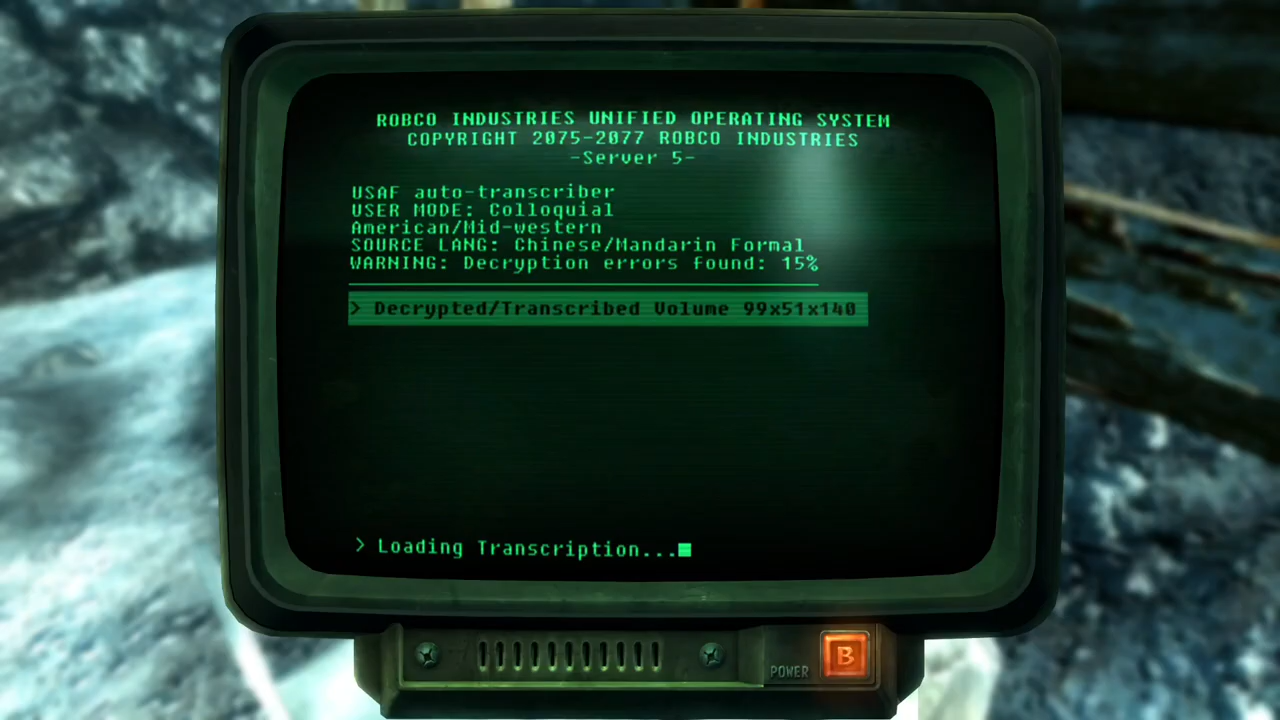 ROBCO INDUSTRIES UNIFIED OPERATING SYSTEM
COPYRIGHT 2075-2077 ROBCO INDUSTRIES
-Server 5-
USAF auto-transcriber
USER MODE: Colloquial
American/Mid-western
SOURCE LANG: Chinese/Mandarin Formal
WARNING: Decryption errors found: 15%
> Decrypted/Transcribed Volume 99x51x140
> Loading Transcription...
POWER B